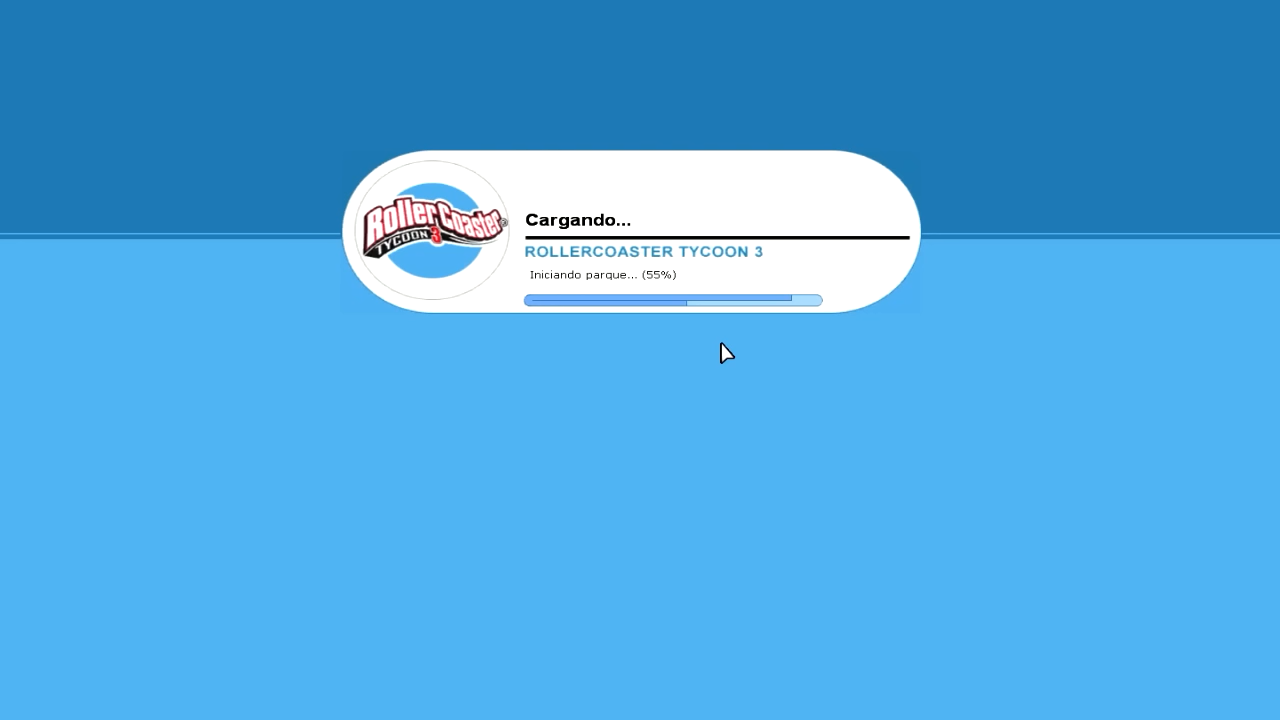 RollerCoaster®
TYCOON 3
Cargando...
ROLLERCOASTER TYCOON 3
Iniciando parque... (55%)